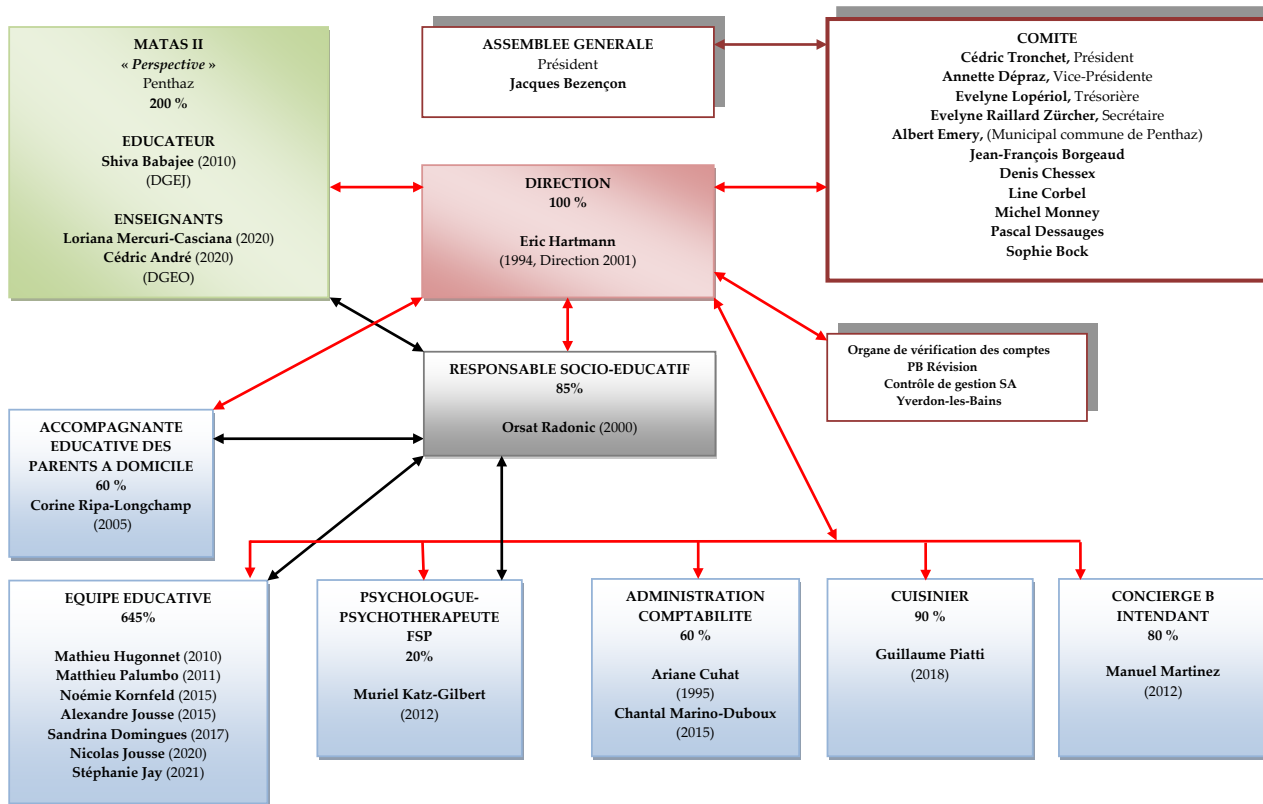 MATAS II
« Perspective »
Penthaz
200 %
EDUCATEUR
Shiva Babajee (2010)
(DGEJ)
ENSEIGNANTS
Loriana Mercuri-Casciana (2020)
Cédric André (2020)
(DGEO)
ASSEMBLEE GENERALE
Président
Jacques Bezençon
COMITE
Cédric Tronchet, Président
Annette Dépraz, Vice-Présidente
Evelyne Lopériol, Trésorière
Evelyne Raillard Zürcher, Secrétaire
Albert Emery, (Municipal commune de Penthaz)
Jean-François Borgeaud
Denis Chessex
Line Corbel
Michel Monney
Pascal Dessauges
Sophie Bock
DIRECTION
100 %
Eric Hartmann
(1994, Direction 2001)
Organe de vérification des comptes
PB Révision
Contrôle de gestion SA
Yverdon-les-Bains
RESPONSABLE SOCIO-EDUCATIF
85%
Orsat Radonic (2000)
ACCOMPAGNANTE
EDUCATIVE DES
PARENTS A DOMICILE
60 %
Corine Ripa-Longchamp
(2005)
EQUIPE EDUCATIVE
645%
Mathieu Hugonnet (2010)
Matthieu Palumbo (2011)
Noémie Kornfeld (2015)
Alexandre Jousse (2015)
Sandrina Domingues (2017)
Nicolas Jousse (2020)
Stéphanie Jay (2021)
PSYCHOLOGUE-
PSYCHOTHERAPEUTE
FSP
20%
Muriel Katz-Gilbert
(2012)
ADMINISTRATION
COMPTABILITE
60 %
Ariane Cuhat
(1995)
Chantal Marino-Duboux
(2015)
CUISINIER
90 %
Guillaume Piatti
(2018)
CONCIERGE B
INTENDANT
80 %
Manuel Martinez
(2012)